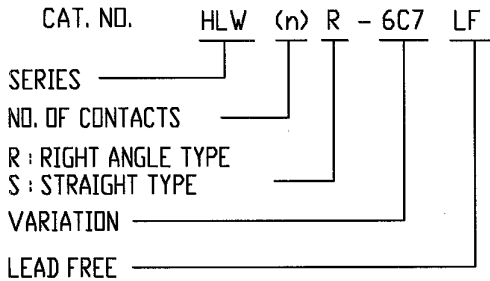 CAT. NO. HLW (n) R - 6C7 LF
SERIES
NO. OF CONTACTS
R : RIGHT ANGLE TYPE
S : STRAIGHT TYPE
VARIATION
LEAD FREE